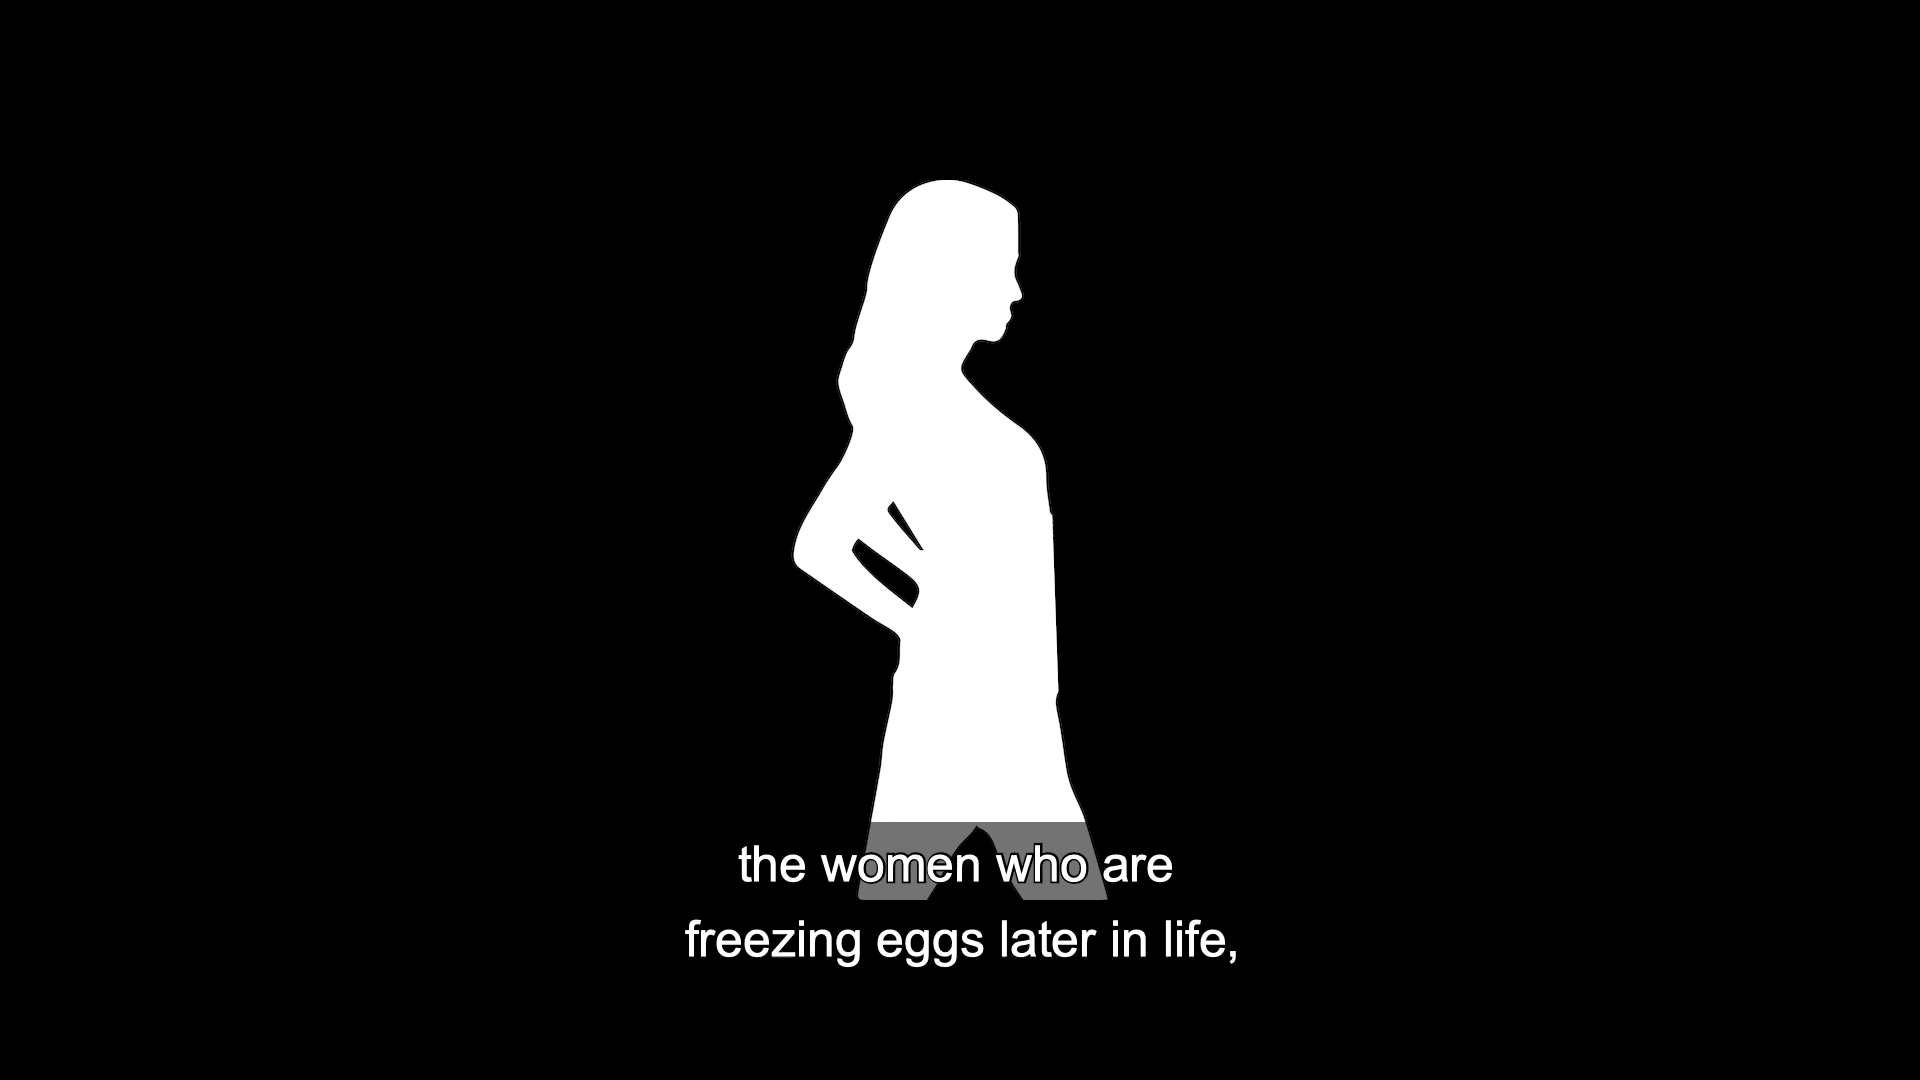 the women who are
freezing eggs later in life,